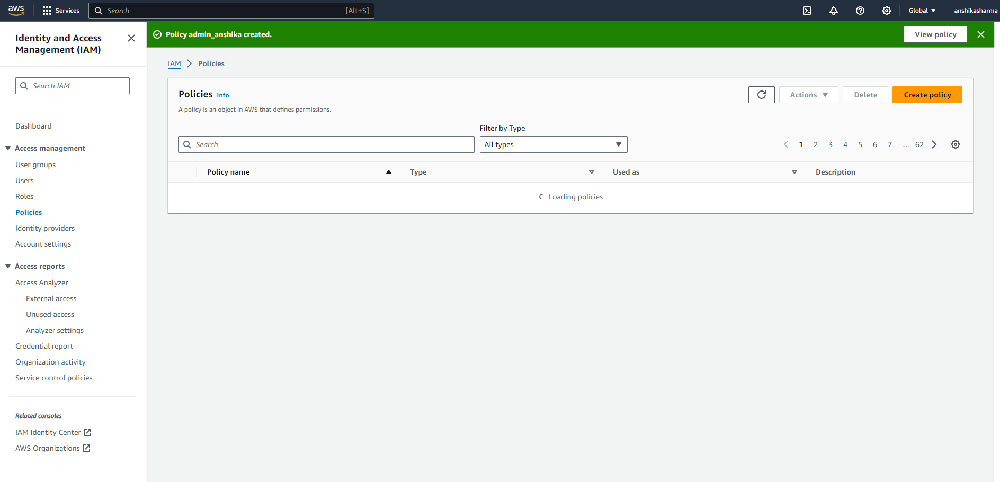 aws
Services
Search
[Alt+S]
Global
anshikasharma
Identity and Access
Management (IAM)
Search IAM
Dashboard
Access management
User groups
Users
Roles
Policies
Identity providers
Account settings
Access reports
Access Analyzer
External access
Unused access
Analyzer settings
Credential report
Organization activity
Service control policies
Related consoles
IAM Identity Center
AWS Organizations
Policy admin_anshika created.
View policy
IAM
Policies
Policies Info
A policy is an object in AWS that defines permissions.
Actions
Delete
Create policy
Filter by Type
Search
All types
1 2 3 4 5 6 7 ... 62
Policy name
Type
Used as
Description
Loading policies